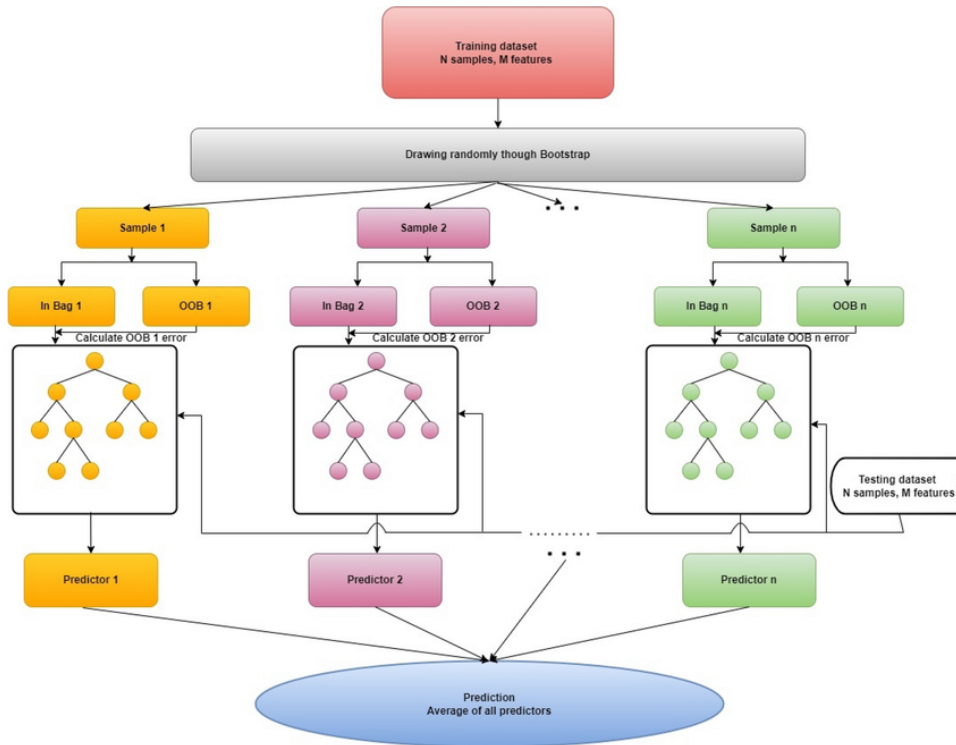 Training dataset
N samples, M features
Drawing randomly though Bootstrap
Sample 1
Sample 2
Sample n
In Bag 1
OOB 1
In Bag 2
OOB 2
In Bag n
OOB n
Calculate OOB 1 error
Calculate OOB 2 error
Calculate OOB n error
Testing dataset
N samples, M features
Predictor 1
Predictor 2
Predictor n
Prediction
Average of all predictors